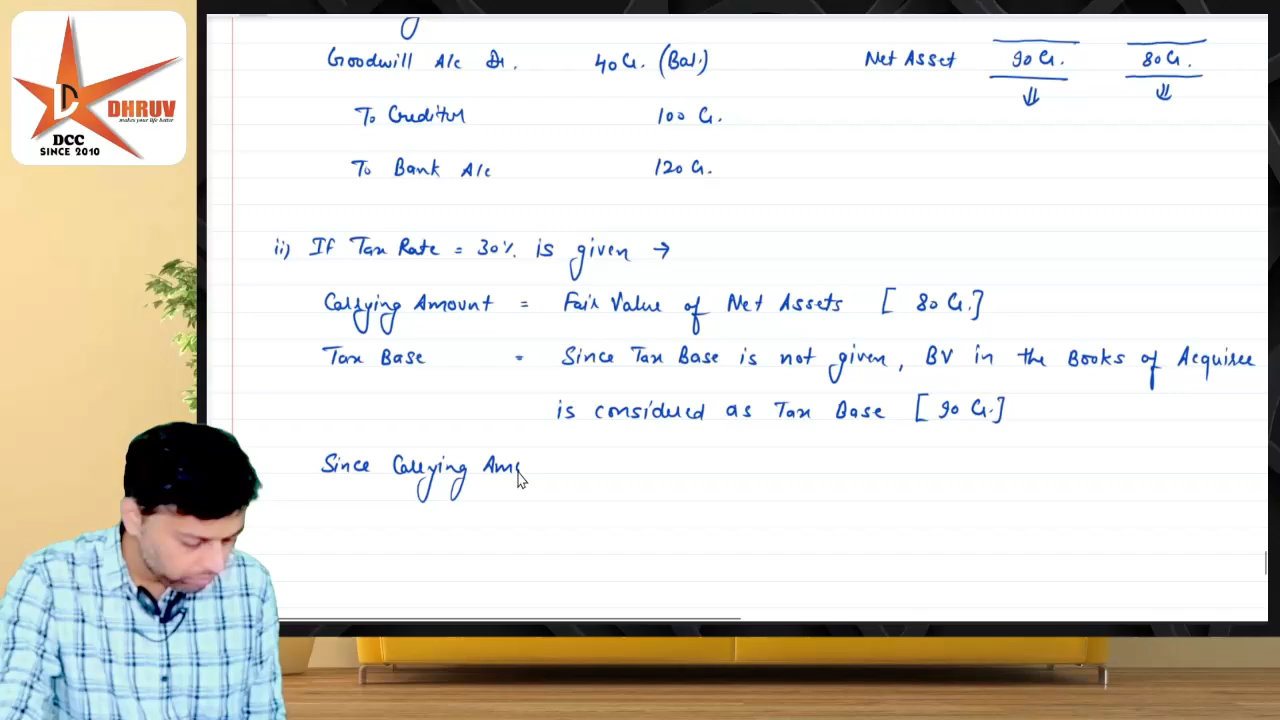 DHRUV
makes your life better
DCC
SINCE 2010
Goodwill A/c Dr. 40 Cr. (Bal.) Net Asset 90 Cr. 80 Cr.
To Creditor 100 Cr.
To Bank A/c 120 Cr.
ii) If Tax Rate = 30% is given →
Carrying Amount = Fair Value of Net Assets [ 80 Cr.]
Tax Base = Since Tax Base is not given, BV in the Books of Acquiree
is considered as Tax Base [ 90 Cr.]
Since Carrying Amo